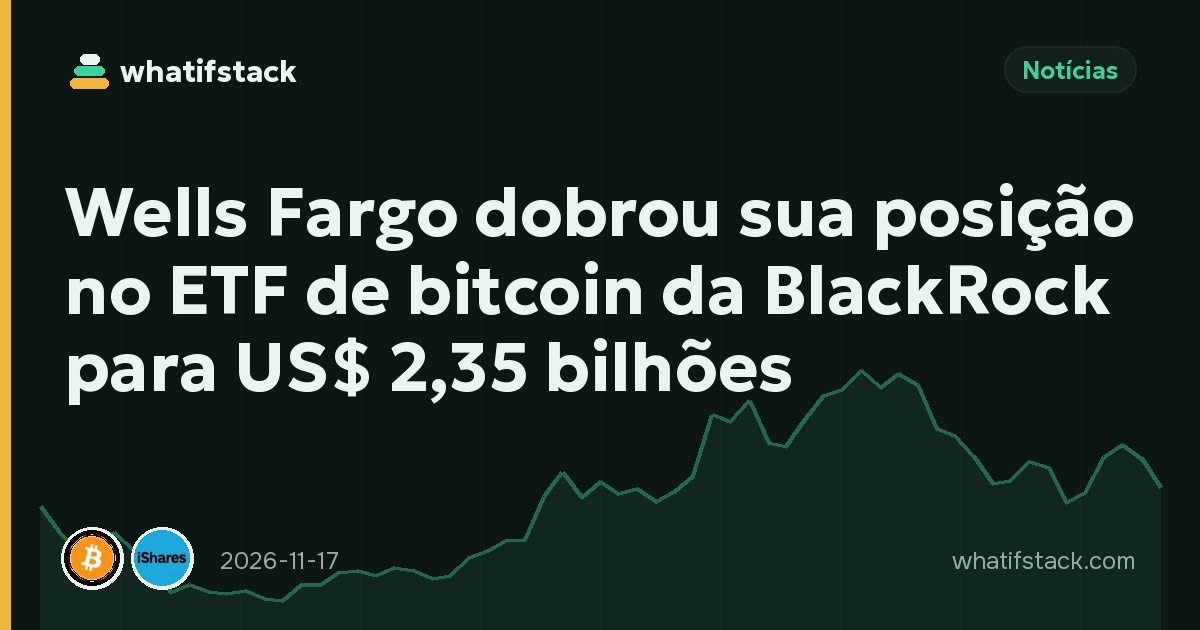 whatifstack
Notícias
Wells Fargo dobrou sua posição
no ETF de bitcoin da BlackRock
para US$ 2,35 bilhões
iShares
2026-11-17
whatifstack.com